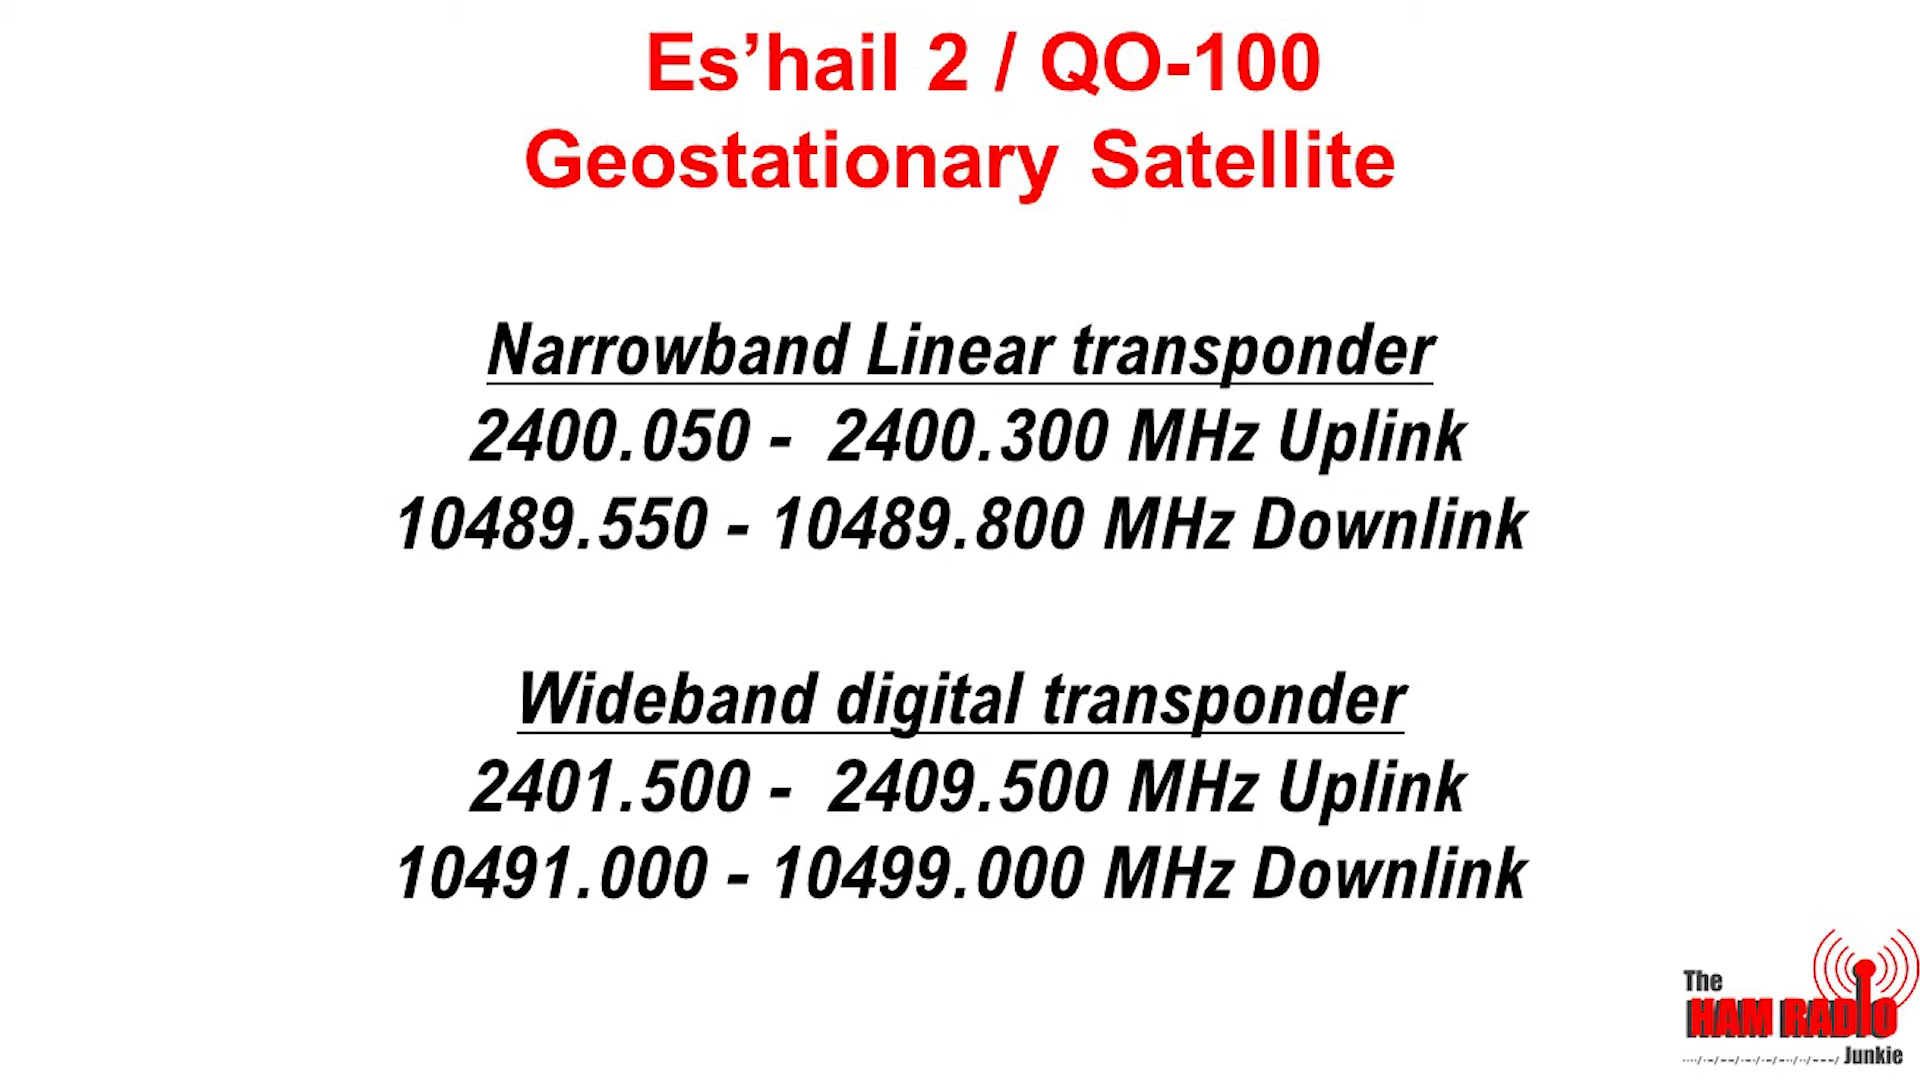 Es’hail 2 / QO-100
Geostationary Satellite
Narrowband Linear transponder
2400.050 - 2400.300 MHz Uplink
10489.550 - 10489.800 MHz Downlink
Wideband digital transponder
2401.500 - 2409.500 MHz Uplink
10491.000 - 10499.000 MHz Downlink
The
HAM RADIO
Junkie